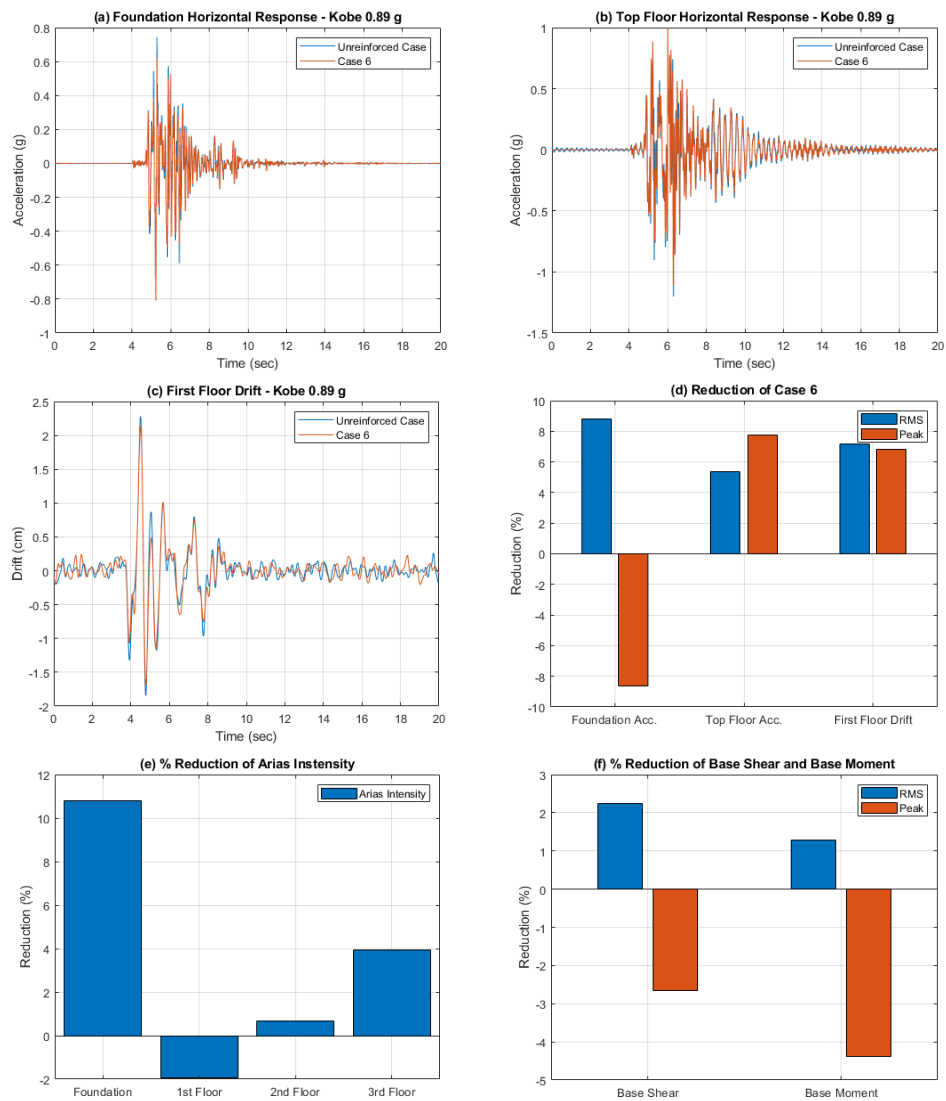 (a) Foundation Horizontal Response - Kobe 0.89 g
Unreinforced Case
Case 6
Acceleration (g)
0.8
0.6
0.4
0.2
0
-0.2
-0.4
-0.6
-0.8
-1
0 2 4 6 8 10 12 14 16 18 20
Time (sec)
(b) Top Floor Horizontal Response - Kobe 0.89 g
Unreinforced Case
Case 6
Acceleration (g)
1
0.5
0
-0.5
-1
-1.5
0 2 4 6 8 10 12 14 16 18 20
Time (sec)
(c) First Floor Drift - Kobe 0.89 g
Unreinforced Case
Case 6
Drift (cm)
2.5
2
1.5
1
0.5
0
-0.5
-1
-1.5
-2
0 2 4 6 8 10 12 14 16 18 20
Time (sec)
(d) Reduction of Case 6
RMS
Peak
Reduction (%)
10
8
6
4
2
0
-2
-4
-6
-8
-10
Foundation Acc. Top Floor Acc. First Floor Drift
(e) % Reduction of Arias Instensity
Arias Intensity
Reduction (%)
12
10
8
6
4
2
0
-2
Foundation 1st Floor 2nd Floor 3rd Floor
(f) % Reduction of Base Shear and Base Moment
RMS
Peak
Reduction (%)
3
2
1
0
-1
-2
-3
-4
-5
Base Shear Base Moment